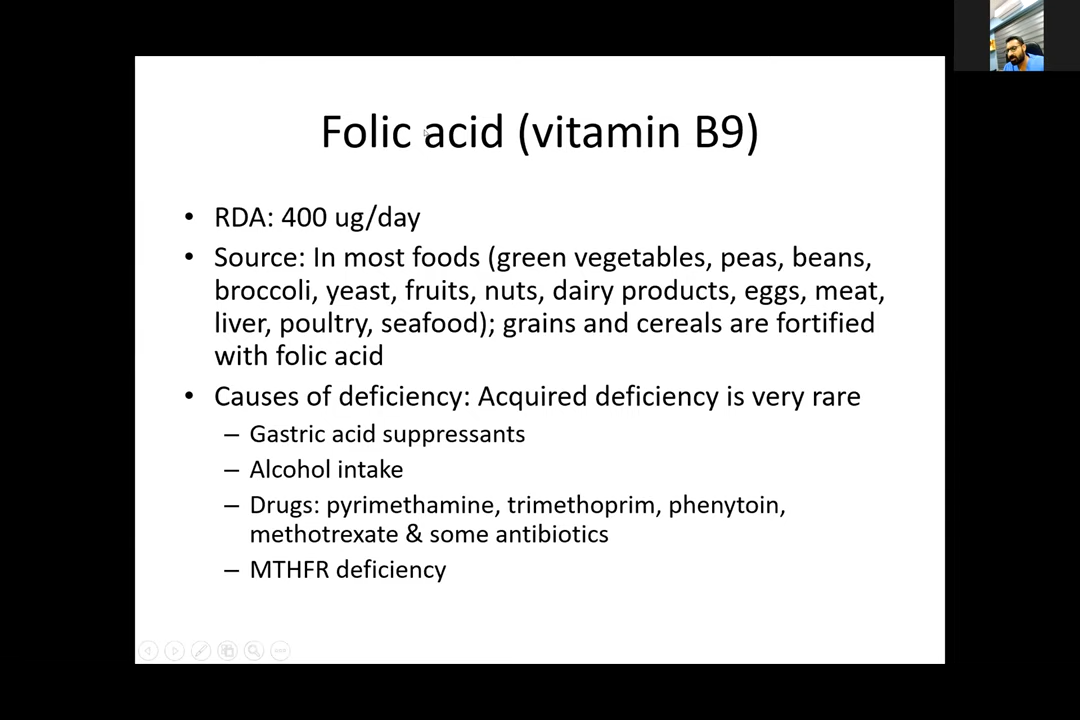 Folic acid (vitamin B9)
• RDA: 400 ug/day
• Source: In most foods (green vegetables, peas, beans,
broccoli, yeast, fruits, nuts, dairy products, eggs, meat,
liver, poultry, seafood); grains and cereals are fortified
with folic acid
• Causes of deficiency: Acquired deficiency is very rare
– Gastric acid suppressants
– Alcohol intake
– Drugs: pyrimethamine, trimethoprim, phenytoin,
methotrexate & some antibiotics
– MTHFR deficiency